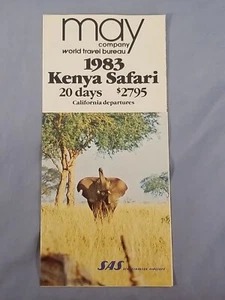 may
company
world travel bureau
1983
Kenya Safari
20 days $2795
California departures
SAS